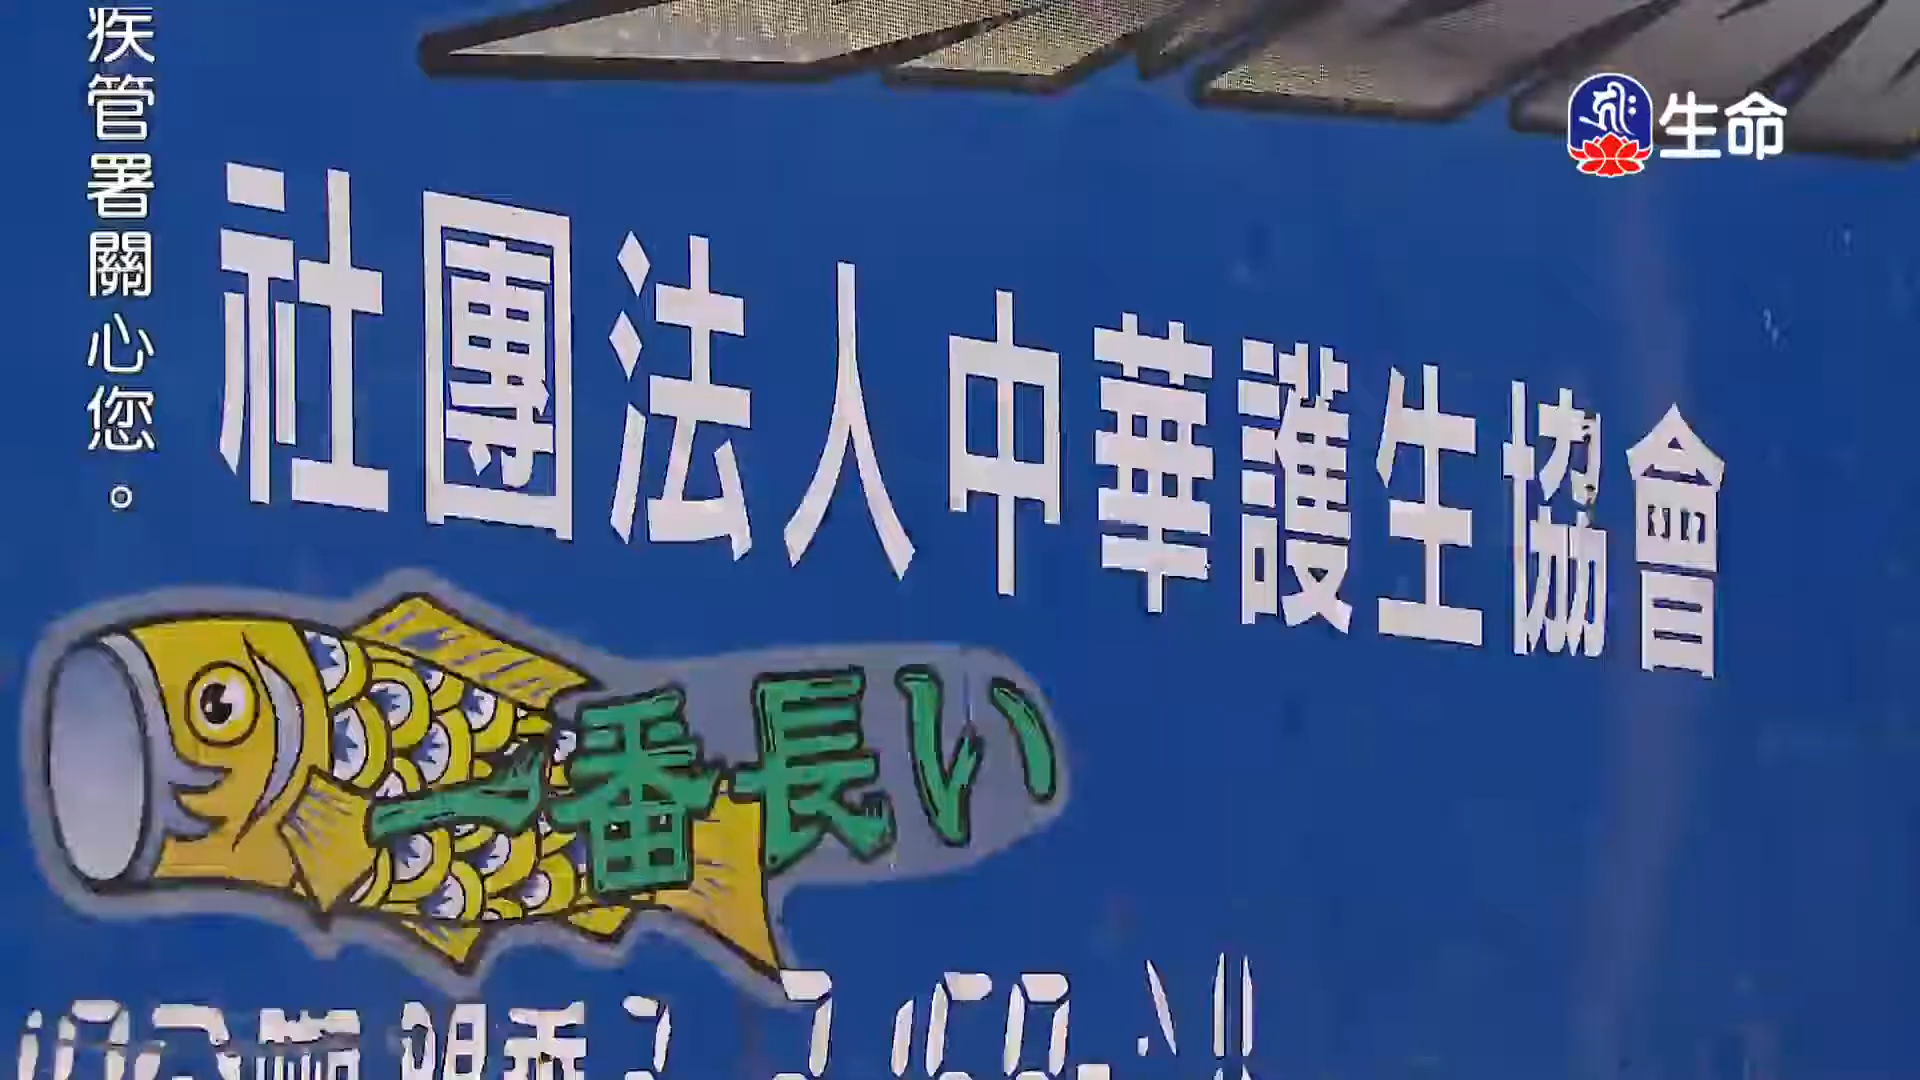 疾管署關心您。
生命
社團法人中華護生協會
一番長い